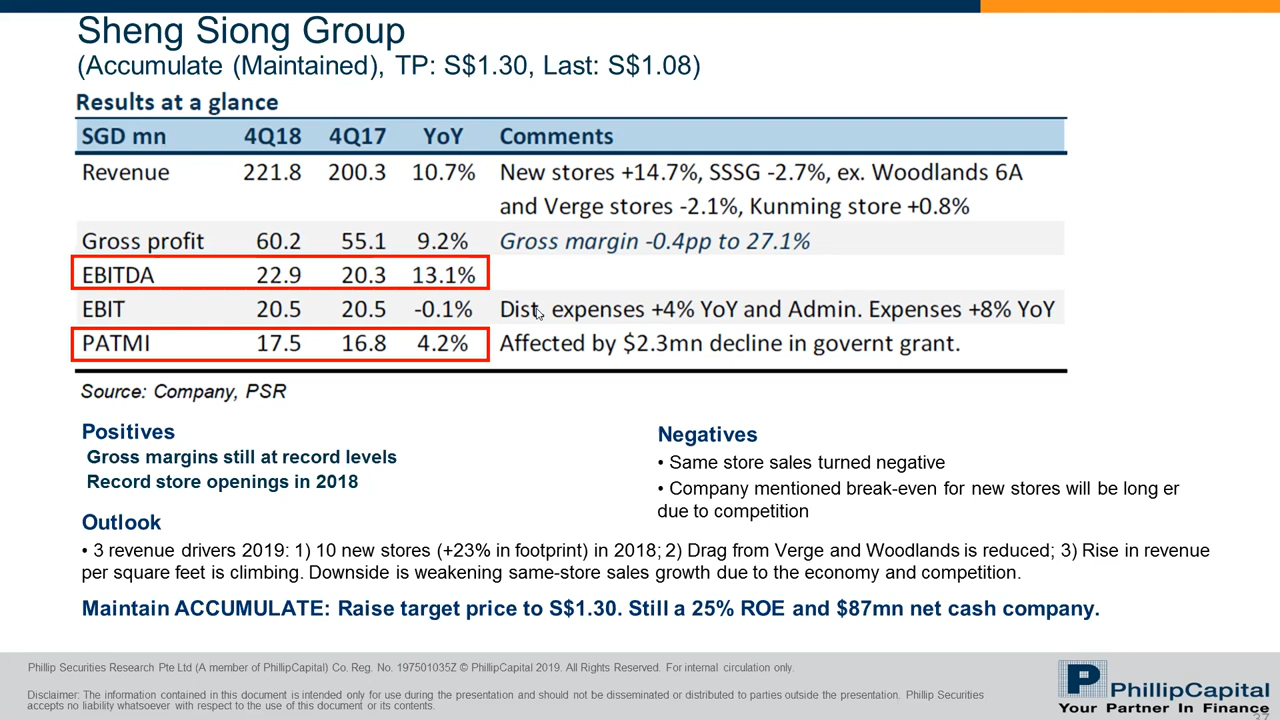 Sheng Siong Group
(Accumulate (Maintained), TP: S$1.30, Last: S$1.08)
Results at a glance
SGD mn 4Q18 4Q17 YoY Comments
Revenue 221.8 200.3 10.7% New stores +14.7%, SSSG -2.7%, ex. Woodlands 6A
and Verge stores -2.1%, Kunming store +0.8%
Gross profit 60.2 55.1 9.2% Gross margin -0.4pp to 27.1%
EBITDA 22.9 20.3 13.1%
EBIT 20.5 20.5 -0.1% Dist. expenses +4% YoY and Admin. Expenses +8% YoY
PATMI 17.5 16.8 4.2% Affected by $2.3mn decline in governt grant.
Source: Company, PSR
Positives
Gross margins still at record levels
Record store openings in 2018
Negatives
• Same store sales turned negative
• Company mentioned break-even for new stores will be long er
due to competition
Outlook
• 3 revenue drivers 2019: 1) 10 new stores (+23% in footprint) in 2018; 2) Drag from Verge and Woodlands is reduced; 3) Rise in revenue
per square feet is climbing. Downside is weakening same-store sales growth due to the economy and competition.
Maintain ACCUMULATE: Raise target price to S$1.30. Still a 25% ROE and $87mn net cash company.
Phillip Securities Research Pte Ltd (A member of PhillipCapital) Co. Reg. No. 197501035Z © PhillipCapital 2019. All Rights Reserved. For internal circulation only.
Disclaimer: The information contained in this document is intended only for use during the presentation and should not be disseminated or distributed to parties outside the presentation. Phillip Securities
accepts no liability whatsoever with respect to the use of this document or its contents.
P PhillipCapital
Your Partner In Finance